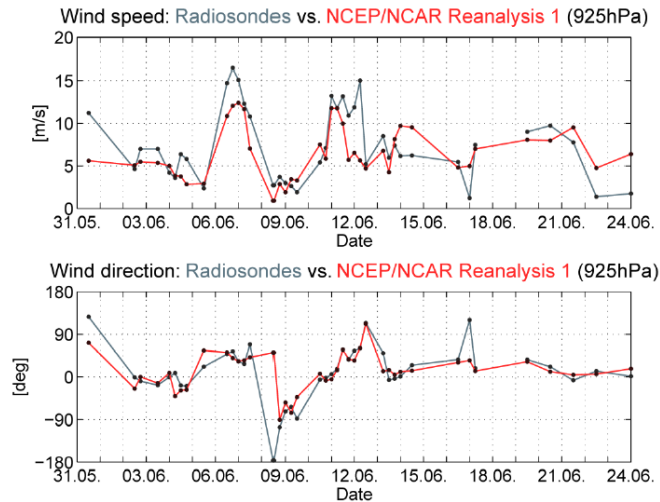 Wind speed: Radiosondes vs. NCEP/NCAR Reanalysis 1 (925hPa)
20
15
10
5
0
[m/s]
31.05. 03.06. 06.06. 09.06. 12.06. 15.06. 18.06. 21.06. 24.06.
Date
Wind direction: Radiosondes vs. NCEP/NCAR Reanalysis 1 (925hPa)
180
90
0
−90
−180
[deg]
31.05. 03.06. 06.06. 09.06. 12.06. 15.06. 18.06. 21.06. 24.06.
Date